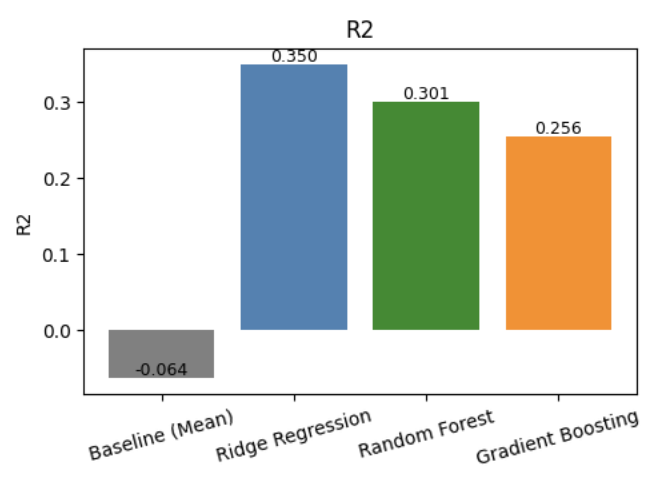 R2
0.350
0.3
0.301
0.256
0.2
R2
0.1
0.0
-0.064
Baseline (Mean)
Ridge Regression
Random Forest
Gradient Boosting